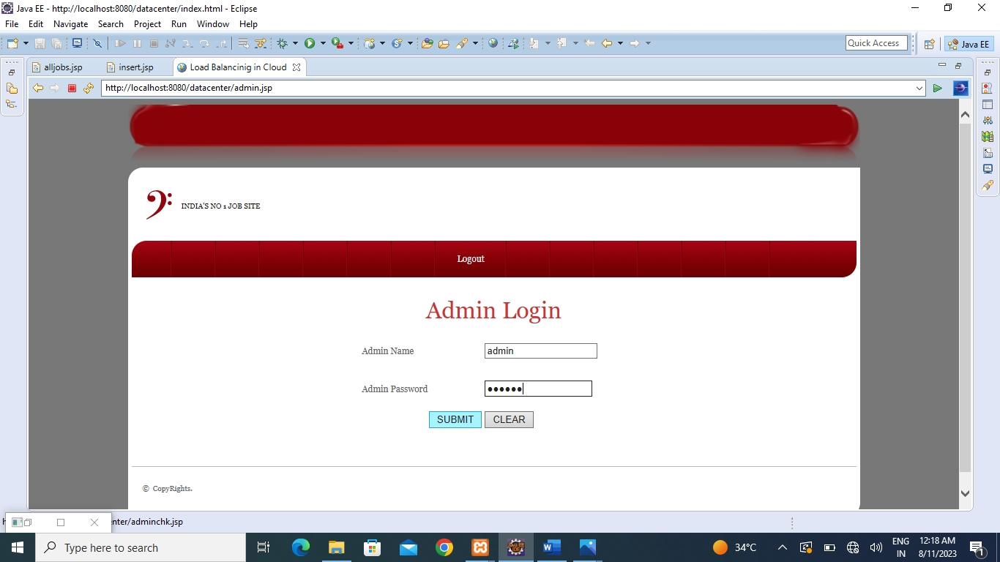 Java EE - http://localhost:8080/datacenter/index.html - Eclipse
File Edit Navigate Search Project Run Window Help
Quick Access Java EE
alljobs.jsp insert.jsp Load Balancinig in Cloud
http://localhost:8080/datacenter/admin.jsp
INDIA'S NO 1 JOB SITE
Logout
Admin Login
Admin Name admin
Admin Password ●●●●●●
SUBMIT CLEAR
© CopyRights.
nter/adminchk.jsp
Type here to search
34°C
ENG
IN
12:18 AM
8/11/2023
1